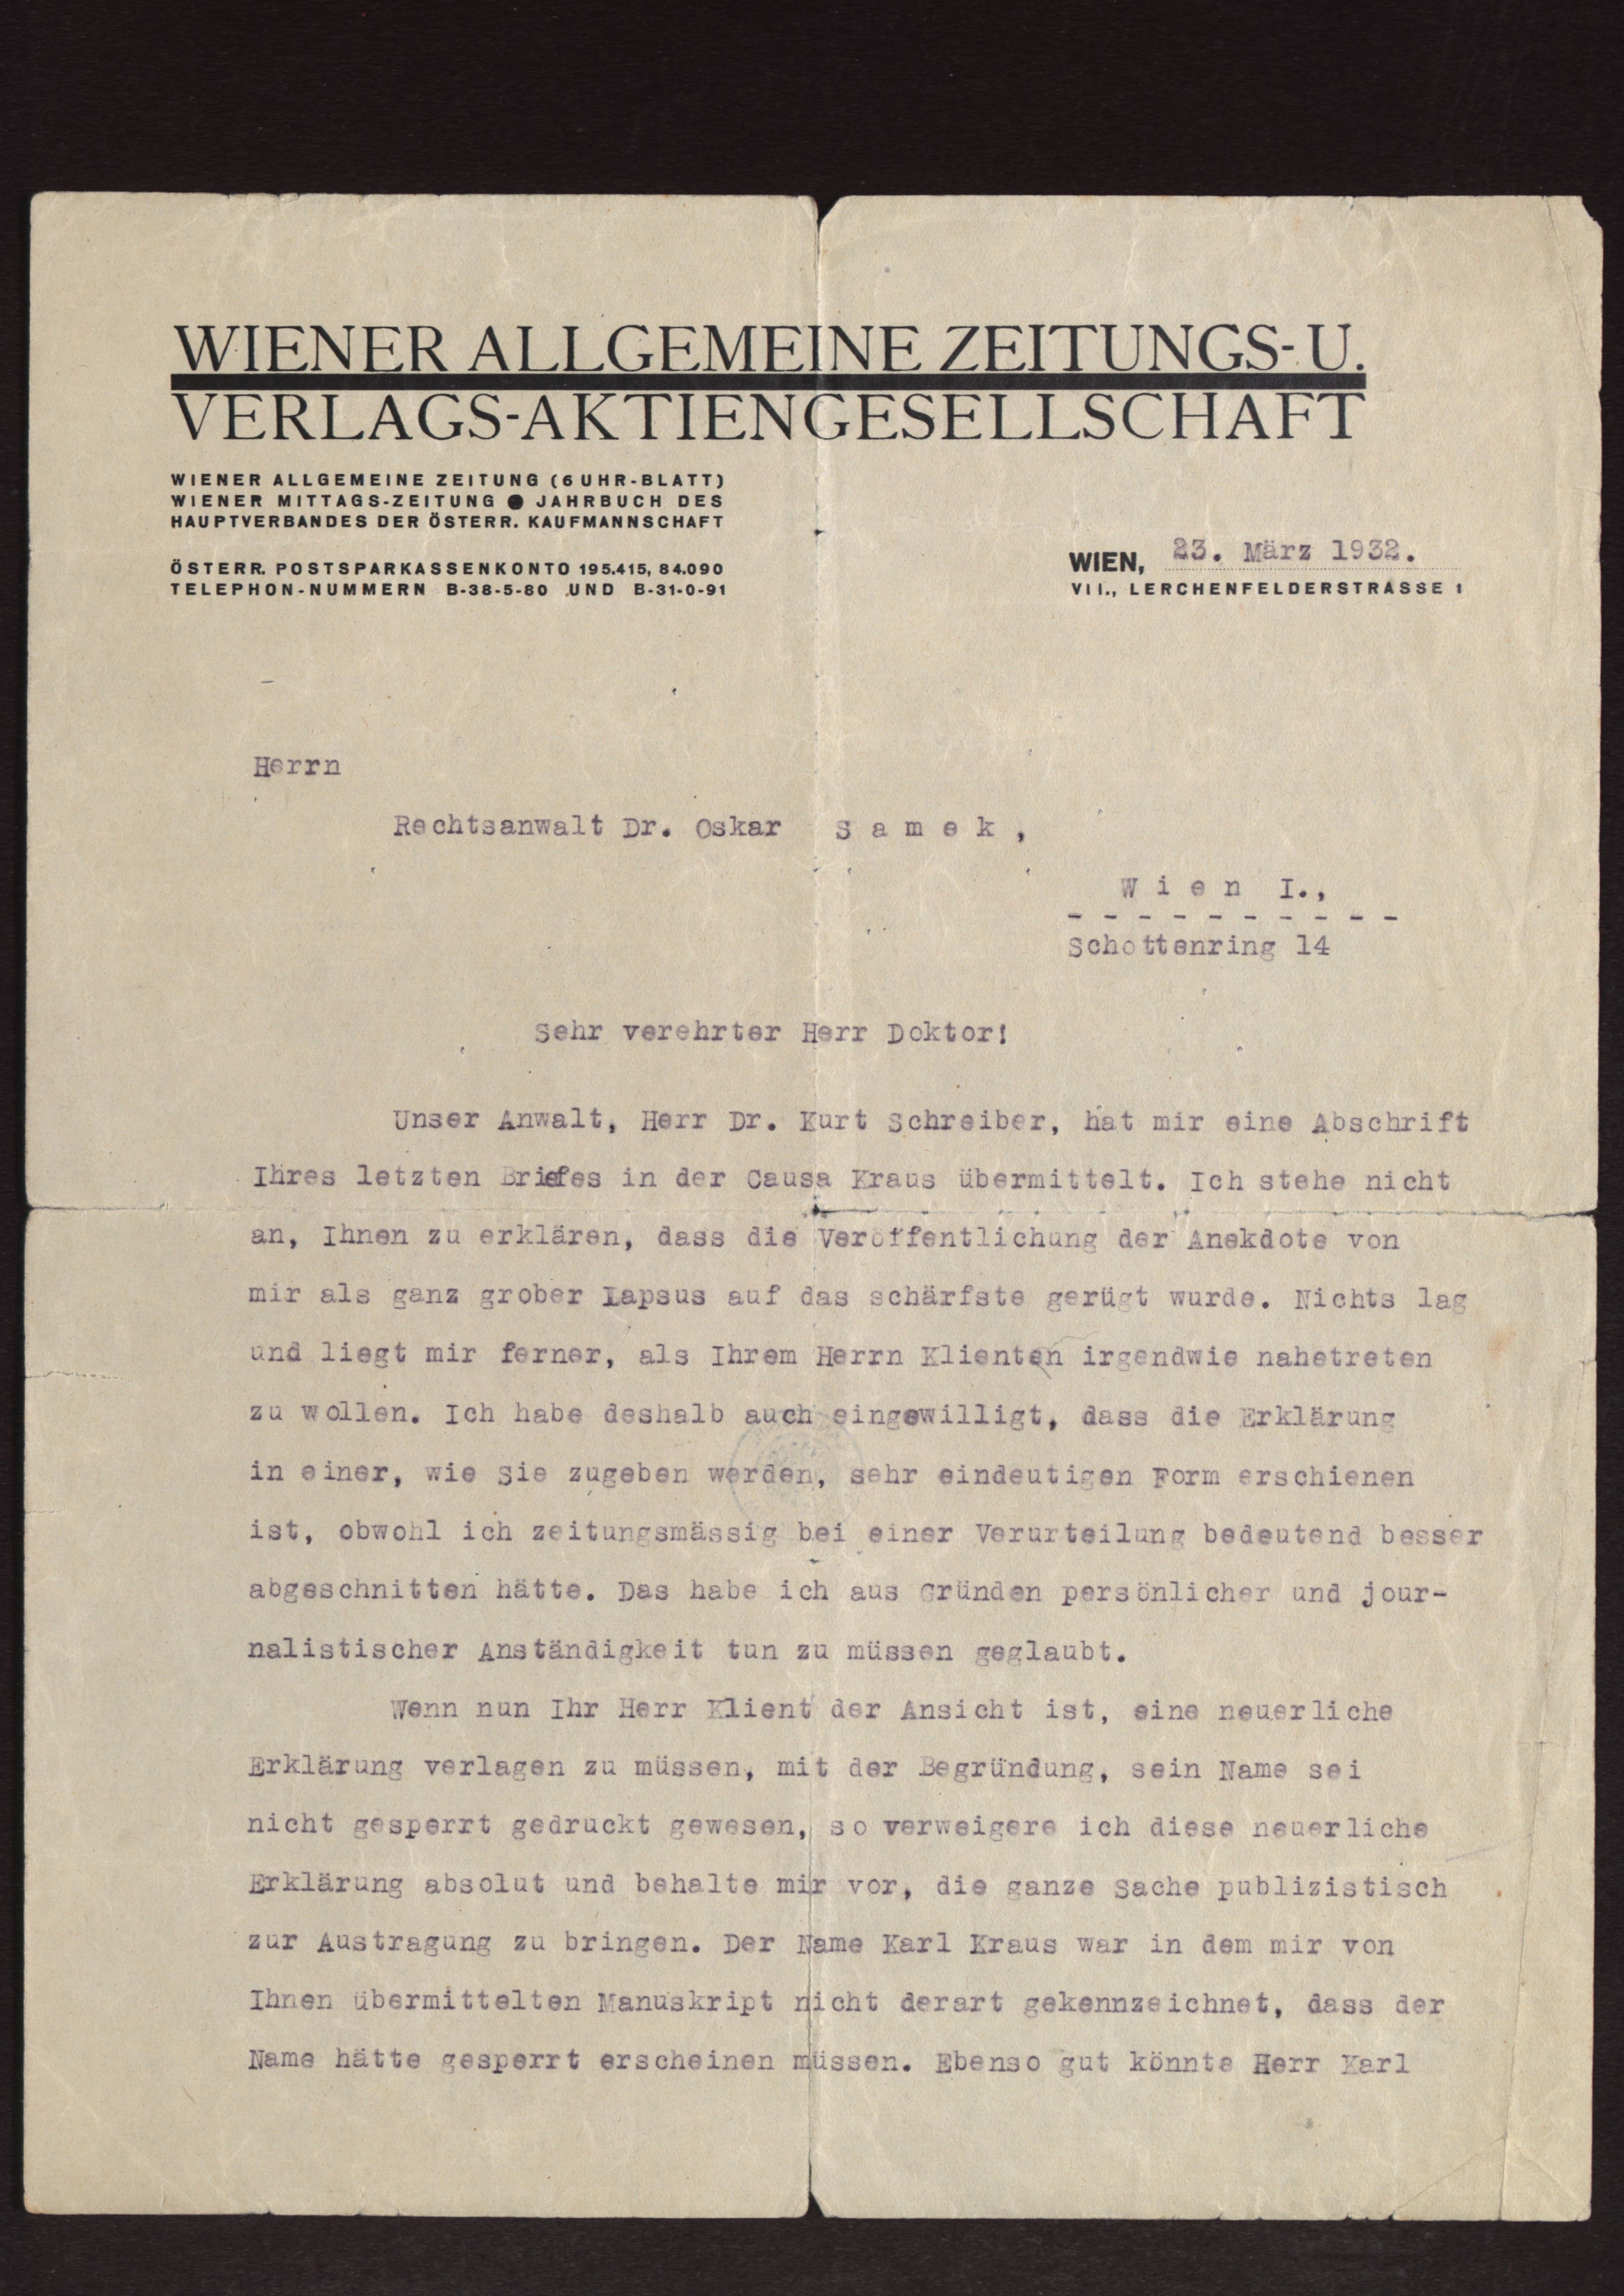 WIENER ALLGEMEINE ZEITUNGS- U.
VERLAGS-AKTIENGESELLSCHAFT
WIENER ALLGEMEINE ZEITUNG (6 UHR-BLATT)
WIENER MITTAGS-ZEITUNG ● JAHRBUCH DES
HAUPTVERBANDES DER ÖSTERR. KAUFMANNSCHAFT
ÖSTERR. POSTSPARKASSENKONTO 195.415, 84.090
TELEPHON-NUMMERN B-38-5-80 UND B-31-0-91
WIEN, 23. März 1932.
VII., LERCHENFELDERSTRASSE 1
Herrn
Rechtsanwalt Dr. Oskar S a m e k ,
W i e n I.,
- - - - - - - - - -
Schottenring 14
Sehr verehrter Herr Doktor!
Unser Anwalt, Herr Dr. Kurt Schreiber, hat mir eine Abschrift
Ihres letzten Briefes in der Causa Kraus übermittelt. Ich stehe nicht
an, Ihnen zu erklären, dass die Veröffentlichung der Anekdote von
mir als ganz grober Lapsus auf das schärfste gerügt wurde. Nichts lag
und liegt mir ferner, als Ihrem Herrn Klienten irgendwie nahetreten
zu wollen. Ich habe deshalb auch eingewilligt, dass die Erklärung
in einer, wie Sie zugeben werden, sehr eindeutigen Form erschienen
ist, obwohl ich zeitungsmässig bei einer Verurteilung bedeutend besser
abgeschnitten hätte. Das habe ich aus Gründen persönlicher und jour-
nalistischer Anständigkeit tun zu müssen geglaubt.
Wenn nun Ihr Herr Klient der Ansicht ist, eine neuerliche
Erklärung verlagen zu müssen, mit der Begründung, sein Name sei
nicht gesperrt gedruckt gewesen, so verweigere ich diese neuerliche
Erklärung absolut und behalte mir vor, die ganze Sache publizistisch
zur Austragung zu bringen. Der Name Karl Kraus war in dem mir von
Ihnen übermittelten Manuskript nicht derart gekennzeichnet, dass der
Name hätte gesperrt erscheinen müssen. Ebenso gut könnte Herr Karl